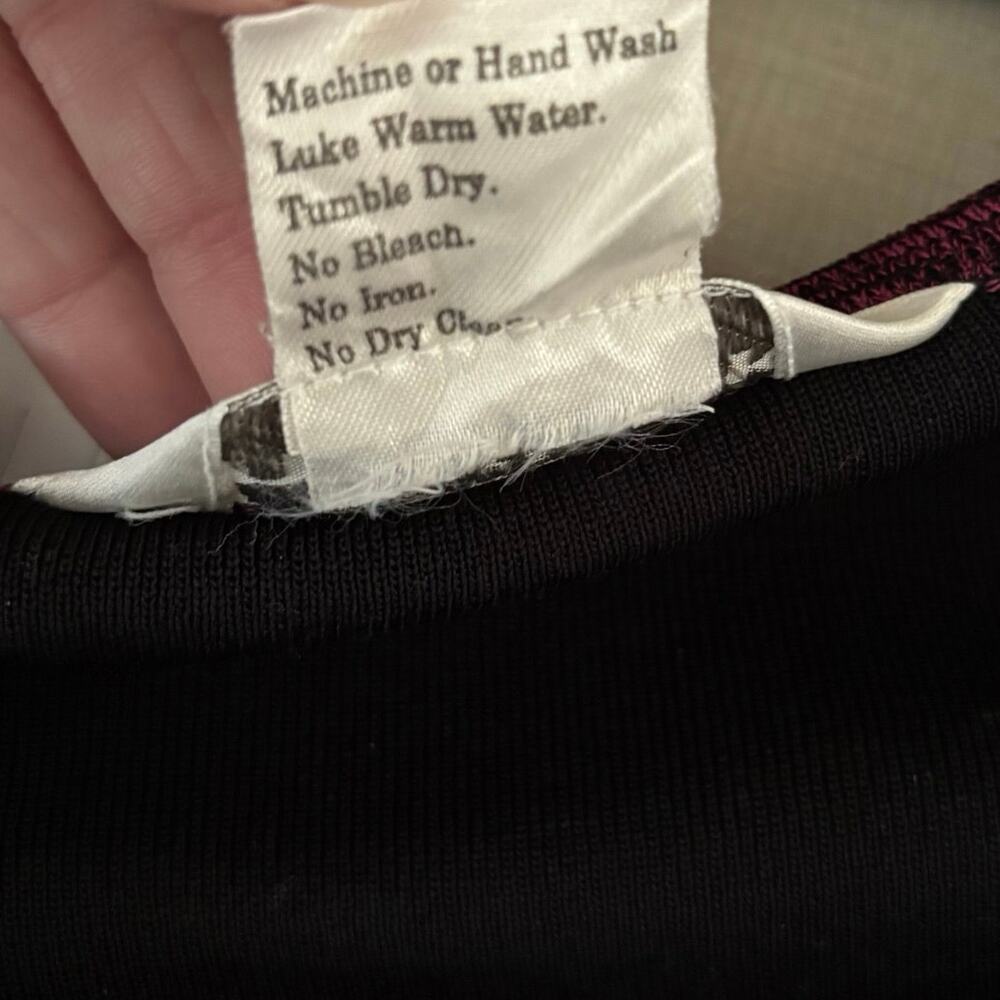 Machine or Hand Wash
Luke Warm Water.
Tumble Dry.
No Bleach.
No Iron.
No Dry